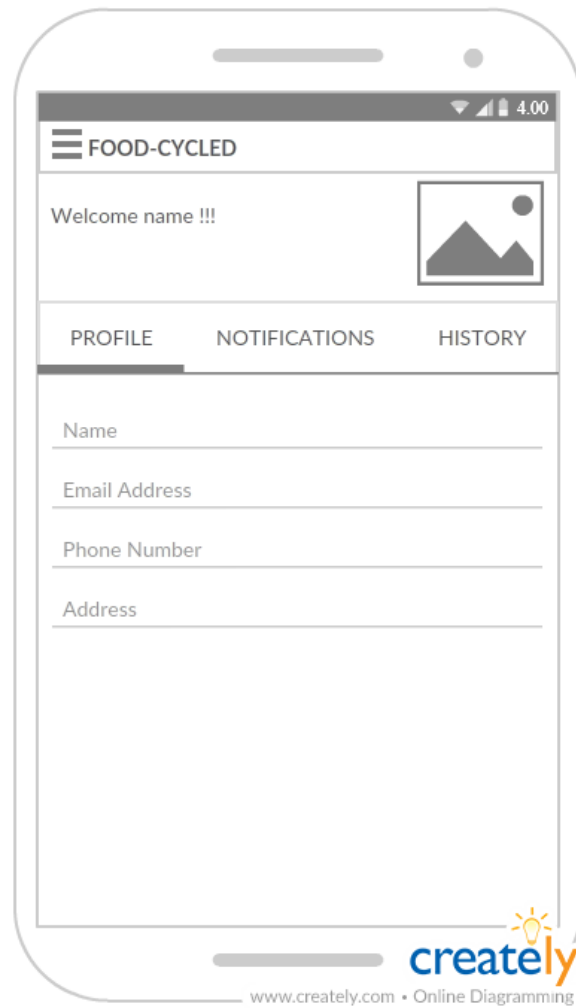 4.00
FOOD-CYCLED
Welcome name !!!
PROFILE NOTIFICATIONS HISTORY
Name
Email Address
Phone Number
Address
creately
www.creately.com • Online Diagramming